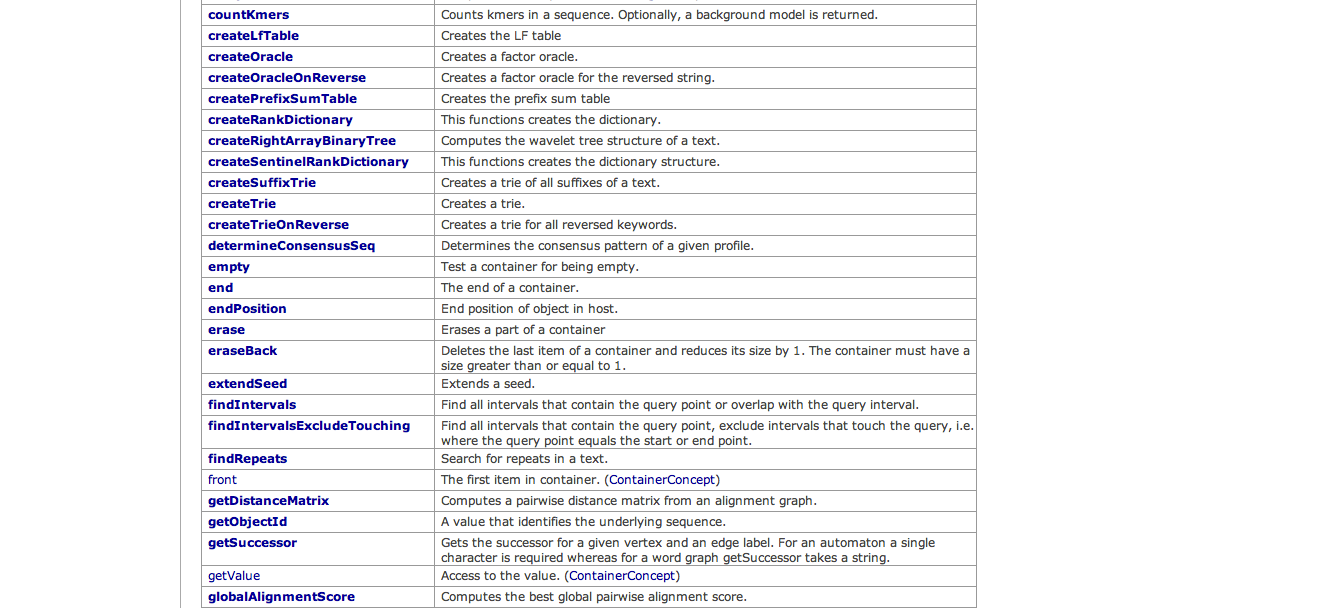 countKmers Counts kmers in a sequence. Optionally, a background model is returned.
createLfTable Creates the LF table
createOracle Creates a factor oracle.
createOracleOnReverse Creates a factor oracle for the reversed string.
createPrefixSumTable Creates the prefix sum table
createRankDictionary This functions creates the dictionary.
createRightArrayBinaryTree Computes the wavelet tree structure of a text.
createSentinelRankDictionary This functions creates the dictionary structure.
createSuffixTrie Creates a trie of all suffixes of a text.
createTrie Creates a trie.
createTrieOnReverse Creates a trie for all reversed keywords.
determineConsensusSeq Determines the consensus pattern of a given profile.
empty Test a container for being empty.
end The end of a container.
endPosition End position of object in host.
erase Erases a part of a container
eraseBack Deletes the last item of a container and reduces its size by 1. The container must have a
size greater than or equal to 1.
extendSeed Extends a seed.
findIntervals Find all intervals that contain the query point or overlap with the query interval.
findIntervalsExcludeTouching Find all intervals that contain the query point, exclude intervals that touch the query, i.e.
where the query point equals the start or end point.
findRepeats Search for repeats in a text.
front The first item in container. (ContainerConcept)
getDistanceMatrix Computes a pairwise distance matrix from an alignment graph.
getObjectId A value that identifies the underlying sequence.
getSuccessor Gets the successor for a given vertex and an edge label. For an automaton a single
character is required whereas for a word graph getSuccessor takes a string.
getValue Access to the value. (ContainerConcept)
globalAlignmentScore Computes the best global pairwise alignment score.